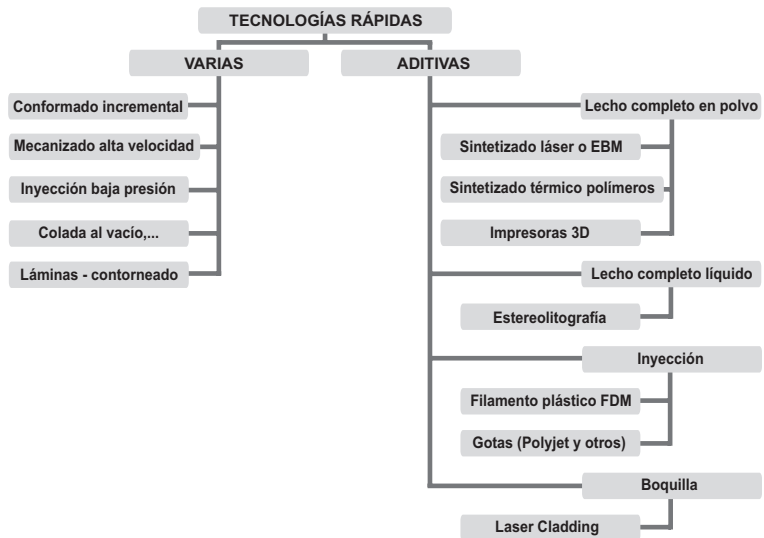 TECNOLOGÍAS RÁPIDAS
VARIAS
Conformado incremental
Mecanizado alta velocidad
Inyección baja presión
Colada al vacío,...
Láminas - contorneado
ADITIVAS
Lecho completo en polvo
Sintetizado láser o EBM
Sintetizado térmico polímeros
Impresoras 3D
Lecho completo líquido
Estereolitografía
Inyección
Filamento plástico FDM
Gotas (Polyjet y otros)
Boquilla
Laser Cladding